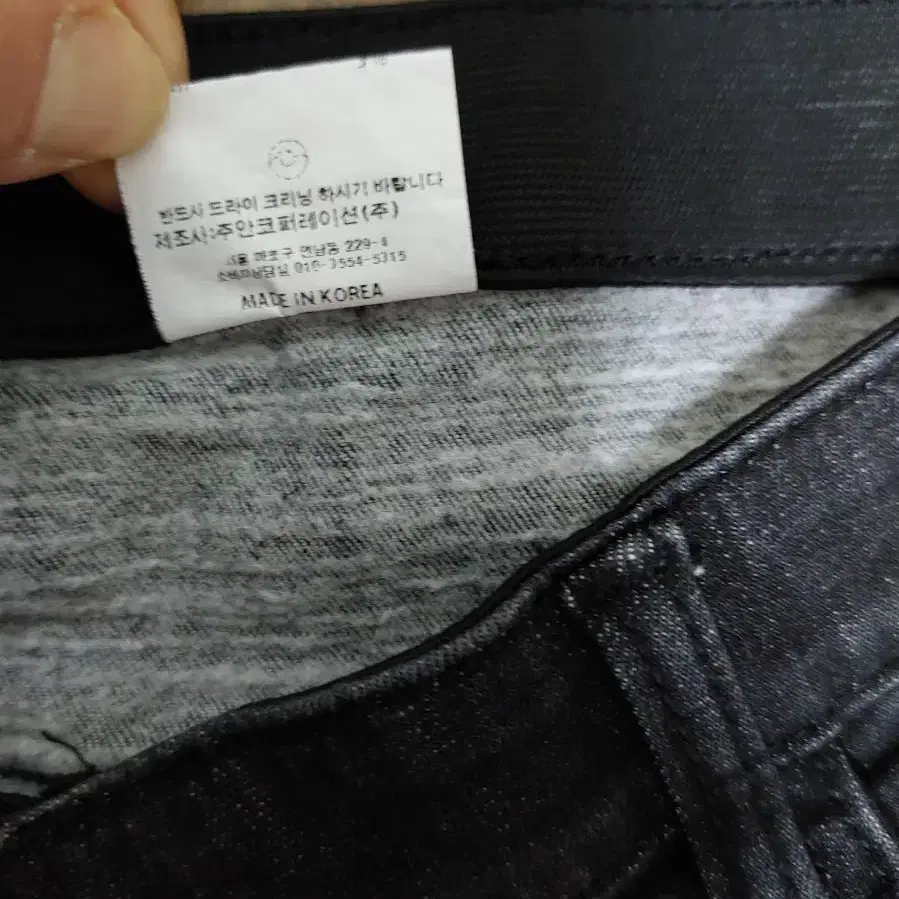 반드시 드라이 크리닝 하시기 바랍니다
제조사:주안코퍼레이션(주)
서울 마포구 연남동 229-4
소비자상담실 010-3554-5315
MADE IN KOREA